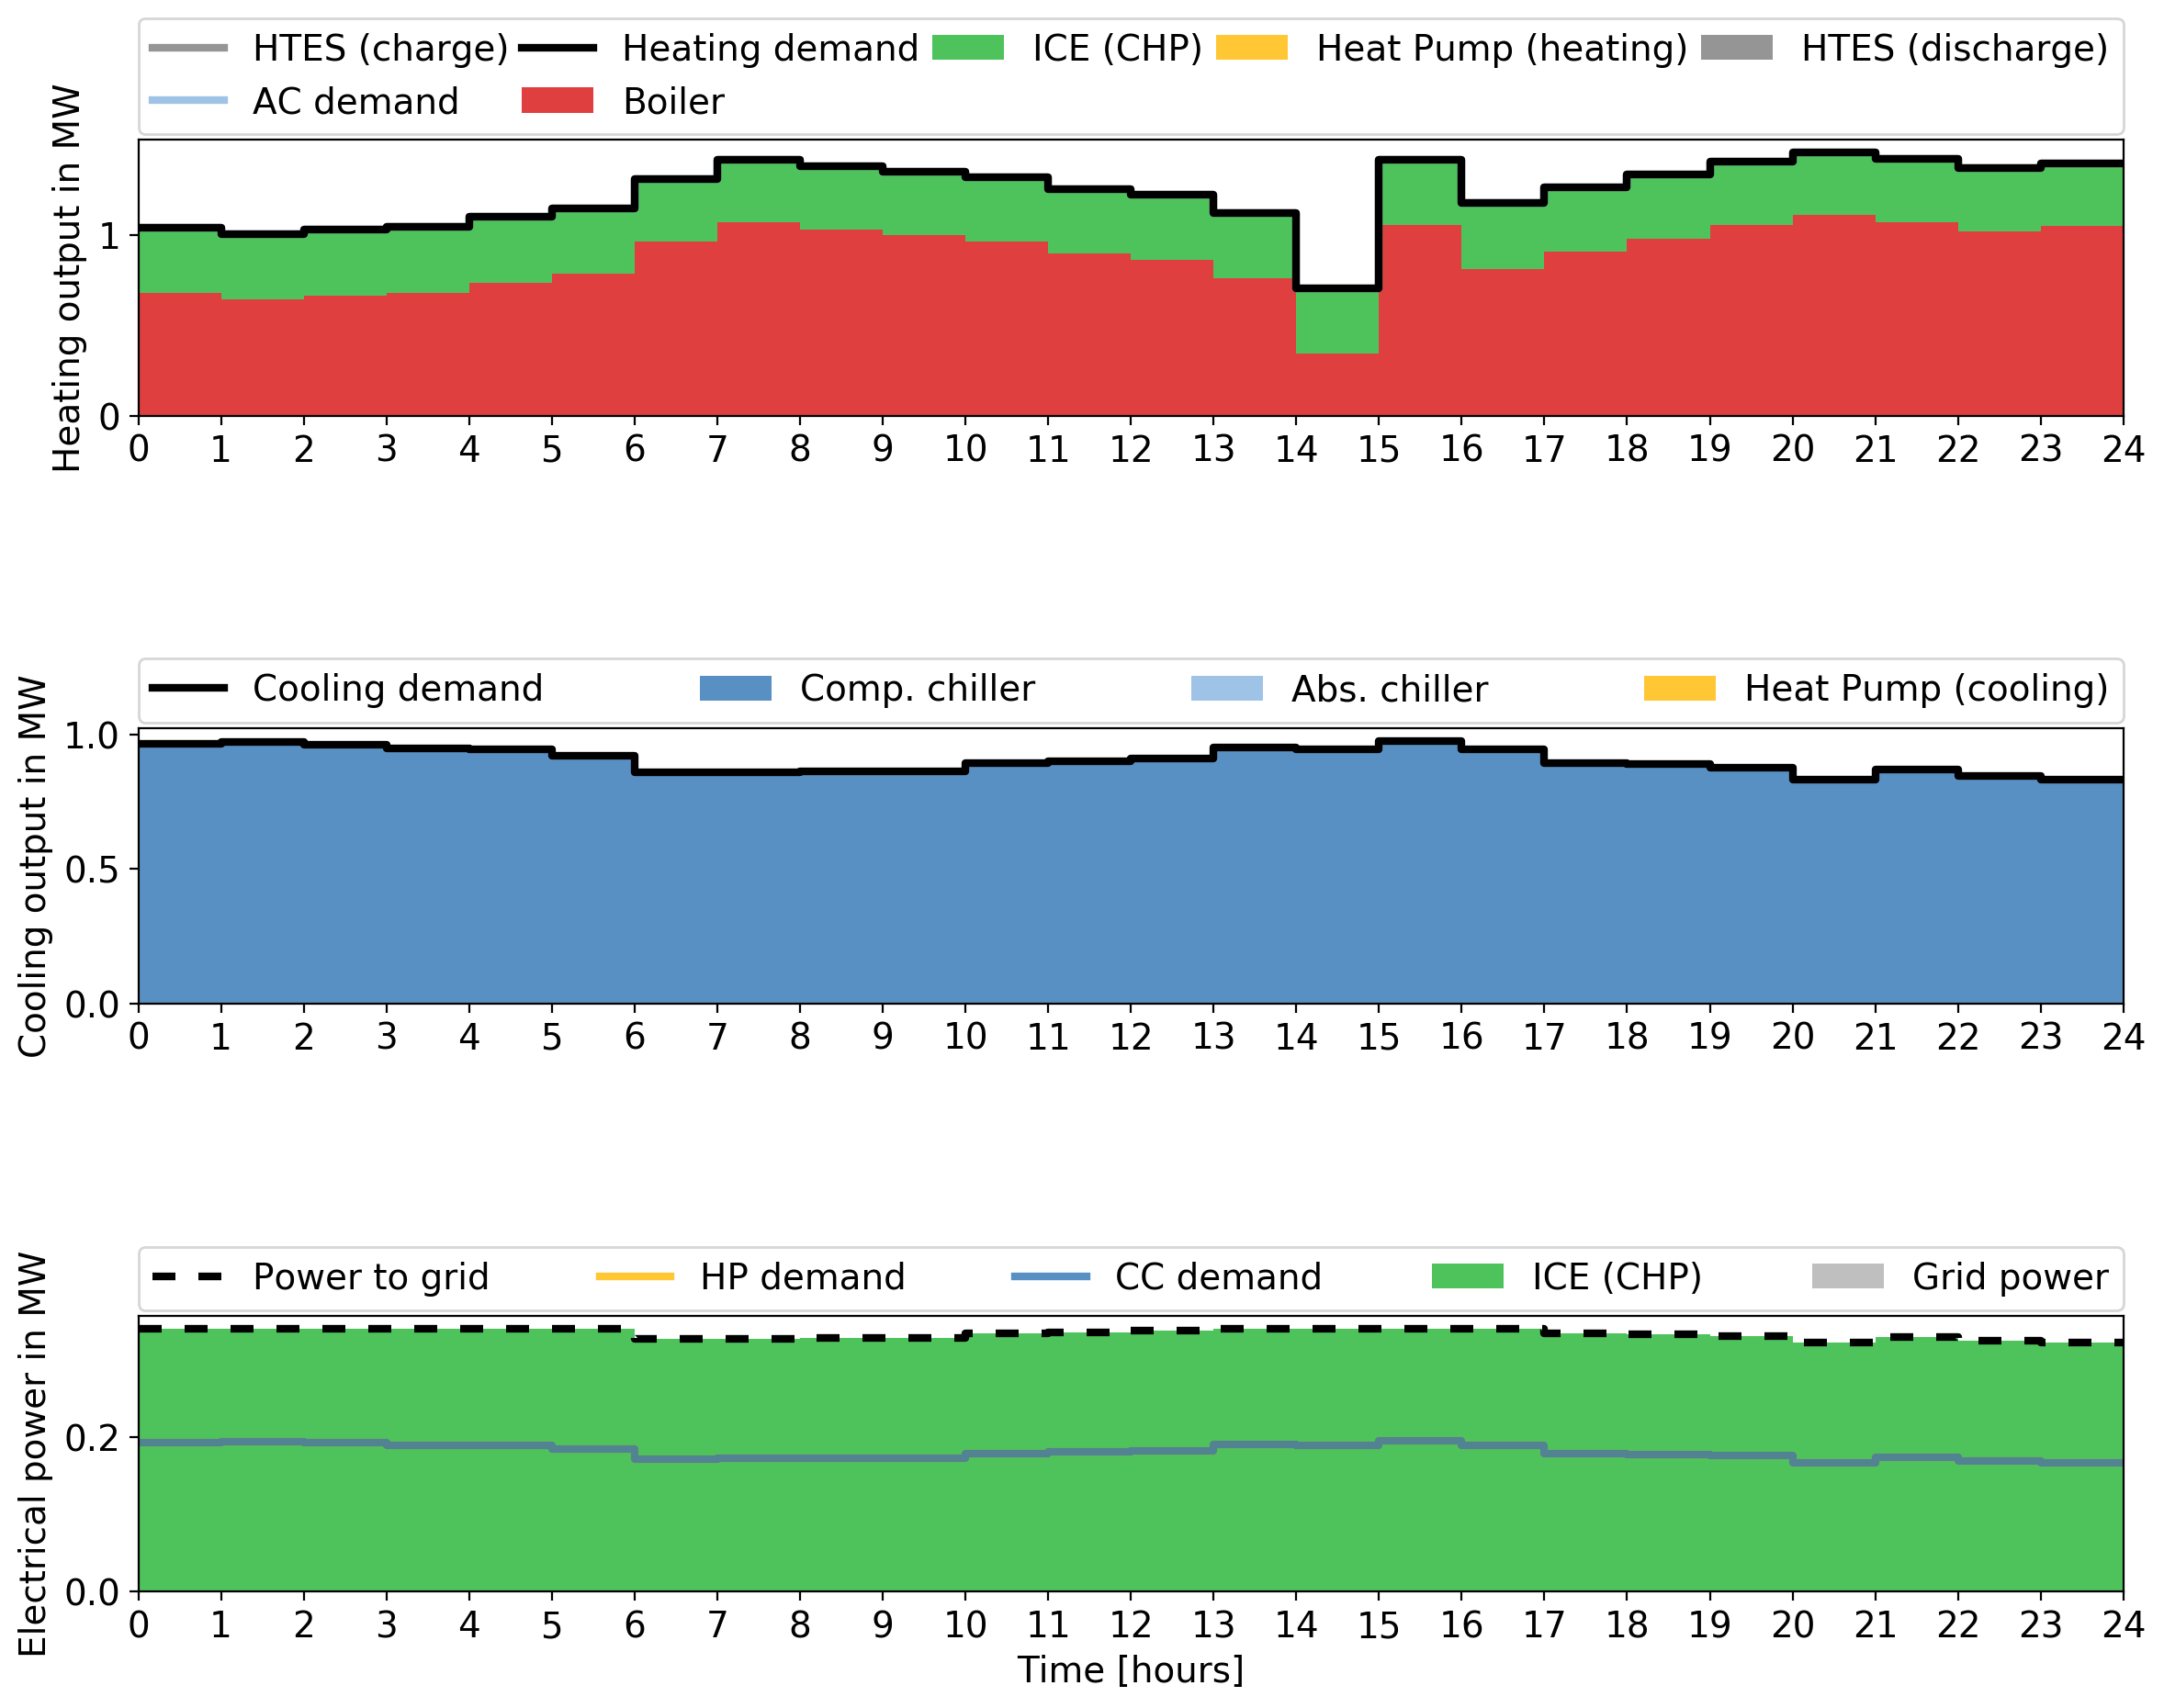 HTES (charge) Heating demand ICE (CHP) Heat Pump (heating) HTES (discharge)
AC demand Boiler
Heating output in MW
1
0
0 1 2 3 4 5 6 7 8 9 10 11 12 13 14 15 16 17 18 19 20 21 22 23 24
Cooling demand Comp. chiller Abs. chiller Heat Pump (cooling)
Cooling output in MW
1.0
0.5
0.0
0 1 2 3 4 5 6 7 8 9 10 11 12 13 14 15 16 17 18 19 20 21 22 23 24
Power to grid HP demand CC demand ICE (CHP) Grid power
Electrical power in MW
0.2
0.0
0 1 2 3 4 5 6 7 8 9 10 11 12 13 14 15 16 17 18 19 20 21 22 23 24
Time [hours]